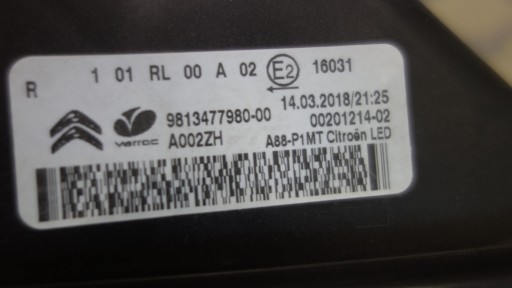 R 1 01 RL 00 A 02 E2 16031
14.03.2018/21:25
varroc 9813477980-00 00201214-02
A002ZH A88-P1MT Citroën LED